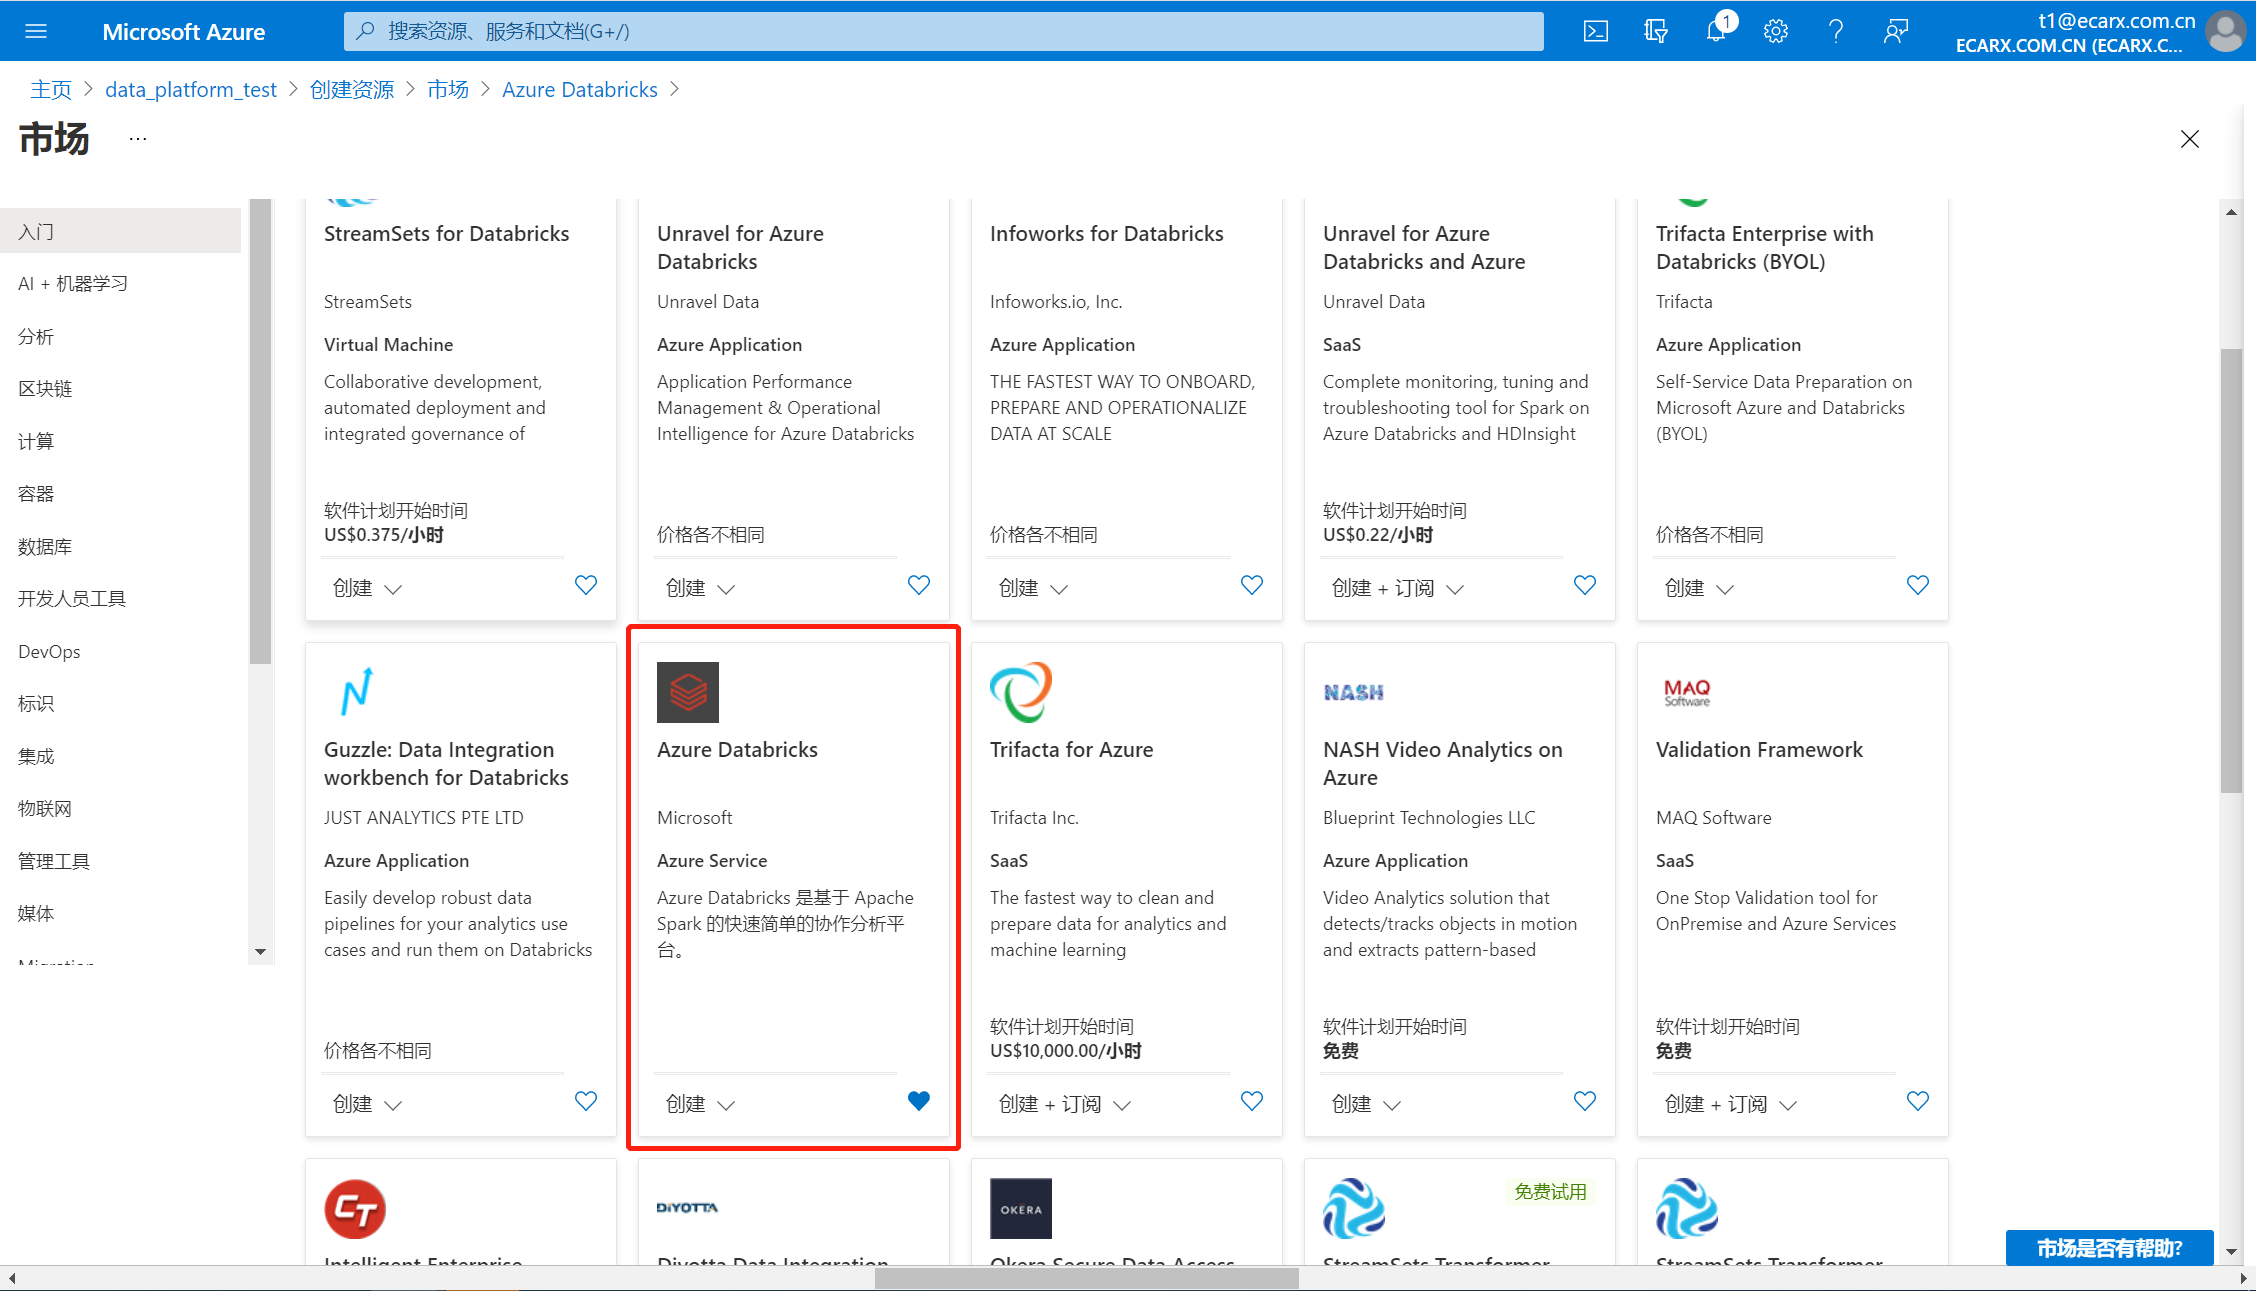 Microsoft Azure
搜索资源、服务和文档(G+/)
1
t1@ecarx.com.cn
ECARX.COM.CN (ECARX.C...
主页 > data_platform_test > 创建资源 > 市场 > Azure Databricks >
市场 ...
入门
AI + 机器学习
分析
区块链
计算
容器
数据库
开发人员工具
DevOps
标识
集成
物联网
管理工具
媒体
Migration
StreamSets for Databricks
StreamSets
Virtual Machine
Collaborative development,
automated deployment and
integrated governance of
软件计划开始时间
US$0.375/小时
创建
Unravel for Azure
Databricks
Unravel Data
Azure Application
Application Performance
Management & Operational
Intelligence for Azure Databricks
价格各不相同
创建
Infoworks for Databricks
Infoworks.io, Inc.
Azure Application
THE FASTEST WAY TO ONBOARD,
PREPARE AND OPERATIONALIZE
DATA AT SCALE
价格各不相同
创建
Unravel for Azure
Databricks and Azure
Unravel Data
SaaS
Complete monitoring, tuning and
troubleshooting tool for Spark on
Azure Databricks and HDInsight
软件计划开始时间
US$0.22/小时
创建 + 订阅
Trifacta Enterprise with
Databricks (BYOL)
Trifacta
Azure Application
Self-Service Data Preparation on
Microsoft Azure and Databricks
(BYOL)
价格各不相同
创建
Guzzle: Data Integration
workbench for Databricks
JUST ANALYTICS PTE LTD
Azure Application
Easily develop robust data
pipelines for your analytics use
cases and run them on Databricks
价格各不相同
创建
Azure Databricks
Microsoft
Azure Service
Azure Databricks 是基于 Apache
Spark 的快速简单的协作分析平
台。
创建
Trifacta for Azure
Trifacta Inc.
SaaS
The fastest way to clean and
prepare data for analytics and
machine learning
软件计划开始时间
US$10,000.00/小时
创建 + 订阅
NASH
NASH Video Analytics on
Azure
Blueprint Technologies LLC
Azure Application
Video Analytics solution that
detects/tracks objects in motion
and extracts pattern-based
软件计划开始时间
免费
创建
MAQ
Software
Validation Framework
MAQ Software
SaaS
One Stop Validation tool for
OnPremise and Azure Services
软件计划开始时间
免费
创建 + 订阅
CT
Intelligent Enterprise
DiYOTTA
Diyotta Data Integration
OKERA
Okera Secure Data Access
免费试用
StreamSets Transformer
StreamSets Transformer
市场是否有帮助?